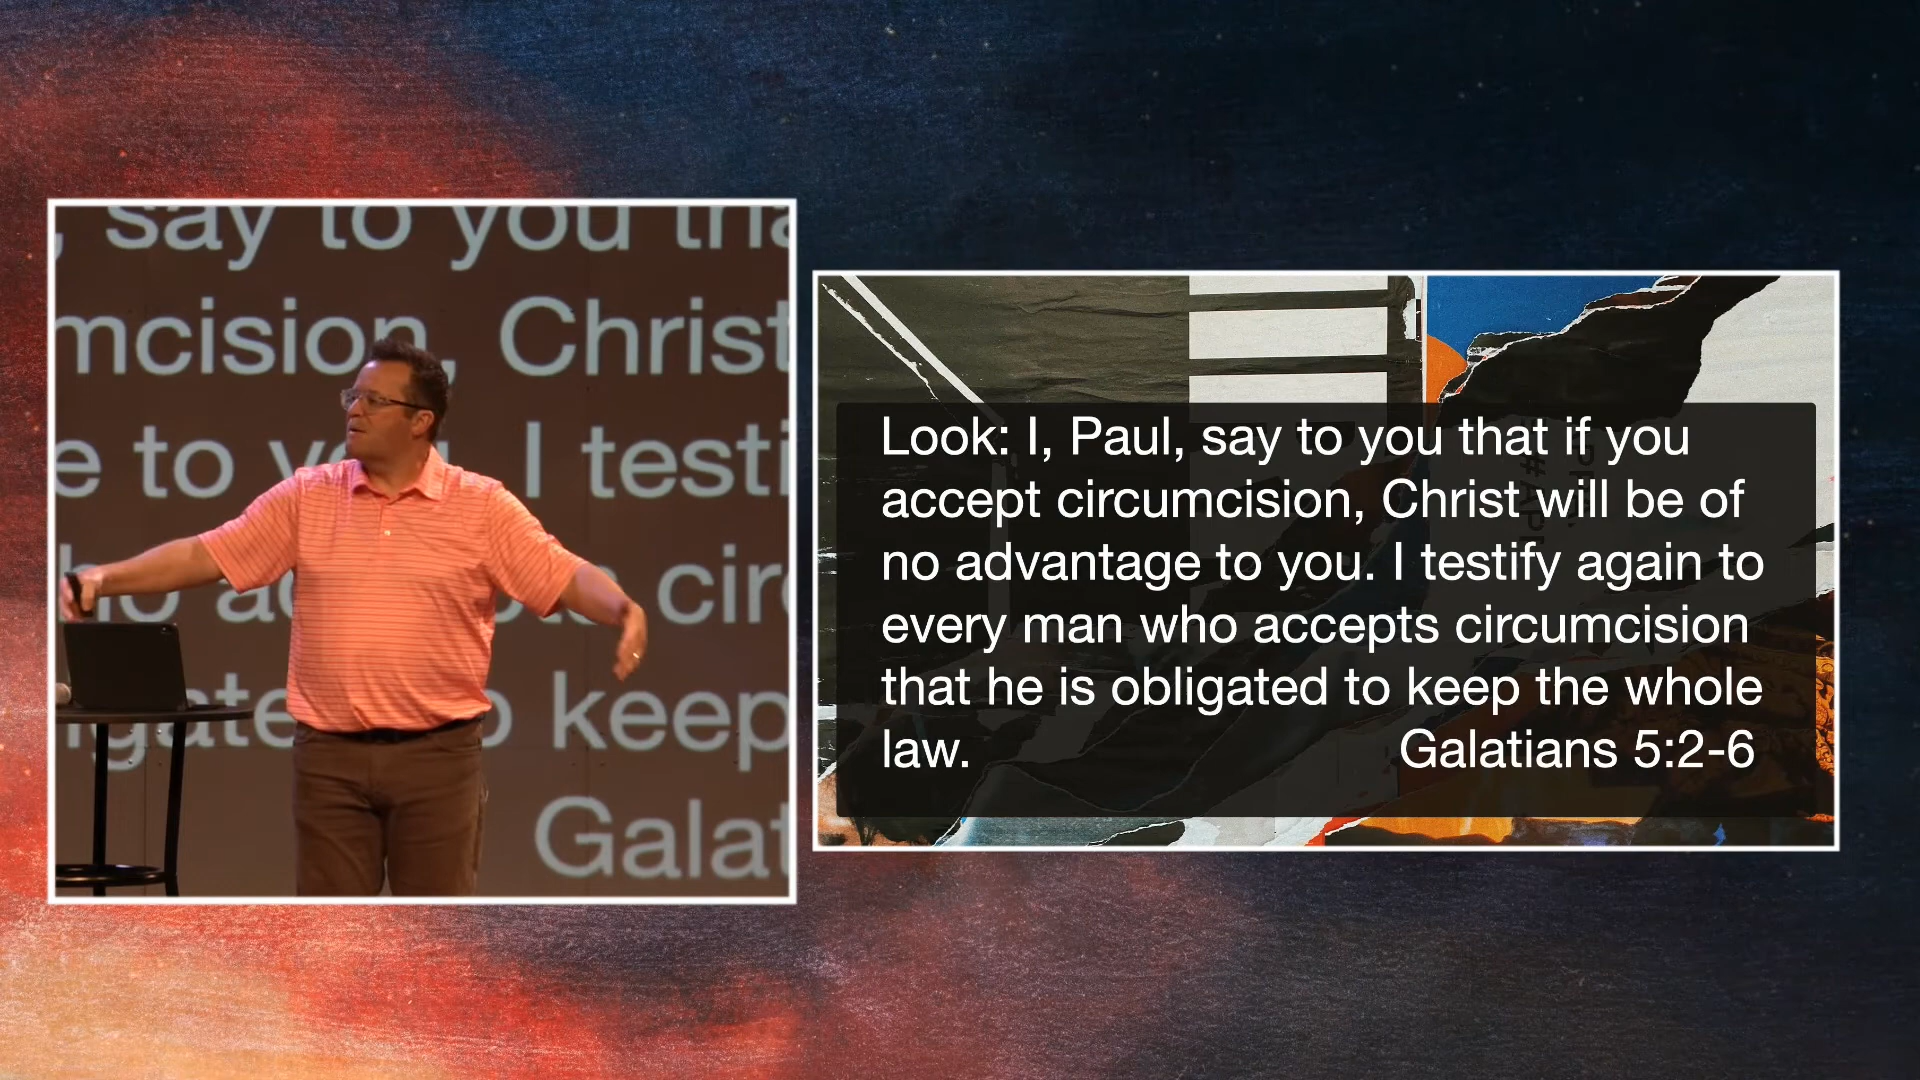 , say to you tha
mcision, Christ
e to I testi
no cir
keep
Galat
Look: I, Paul, say to you that if you
accept circumcision, Christ will be of
no advantage to you. I testify again to
every man who accepts circumcision
that he is obligated to keep the whole
law. Galatians 5:2-6